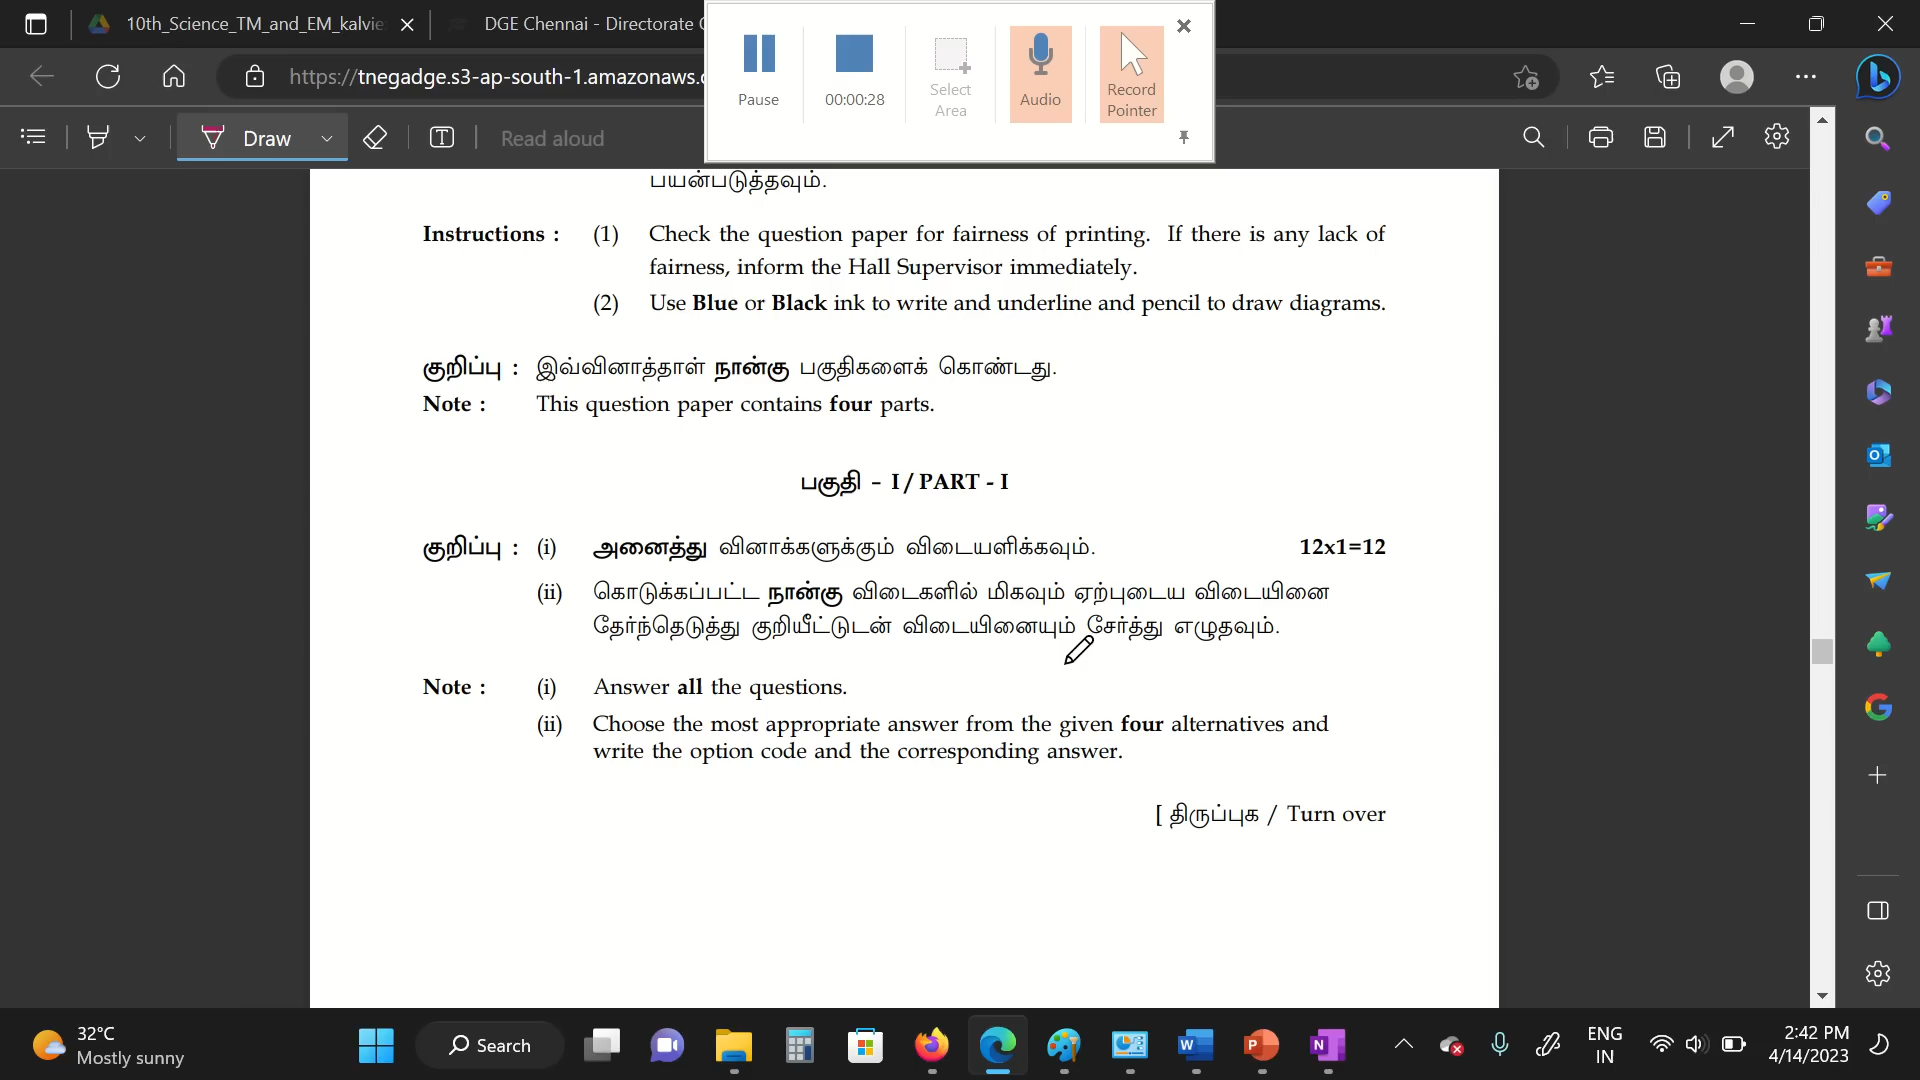 10th_Science_TM_and_EM_kalvie
DGE Chennai - Directorate
https://tnegadge.s3-ap-south-1.amazonaws.
Pause
00:00:28
Select
Area
Audio
Record
Pointer
Draw
Read aloud
பயன்படுத்தவும்.
Instructions : (1) Check the question paper for fairness of printing. If there is any lack of
fairness, inform the Hall Supervisor immediately.
(2) Use Blue or Black ink to write and underline and pencil to draw diagrams.
குறிப்பு : இவ்வினாத்தாள் நான்கு பகுதிகளைக் கொண்டது.
Note : This question paper contains four parts.
பகுதி - I / PART - I
குறிப்பு : (i) அனைத்து வினாக்களுக்கும் விடையளிக்கவும். 12x1=12
(ii) கொடுக்கப்பட்ட நான்கு விடைகளில் மிகவும் ஏற்புடைய விடையினை
தேர்ந்தெடுத்து குறியீட்டுடன் விடையினையும் சேர்த்து எழுதவும்.
Note : (i) Answer all the questions.
(ii) Choose the most appropriate answer from the given four alternatives and
write the option code and the corresponding answer.
[ திருப்புக / Turn over
32°C
Mostly sunny
Search
ENG
IN
2:42 PM
4/14/2023